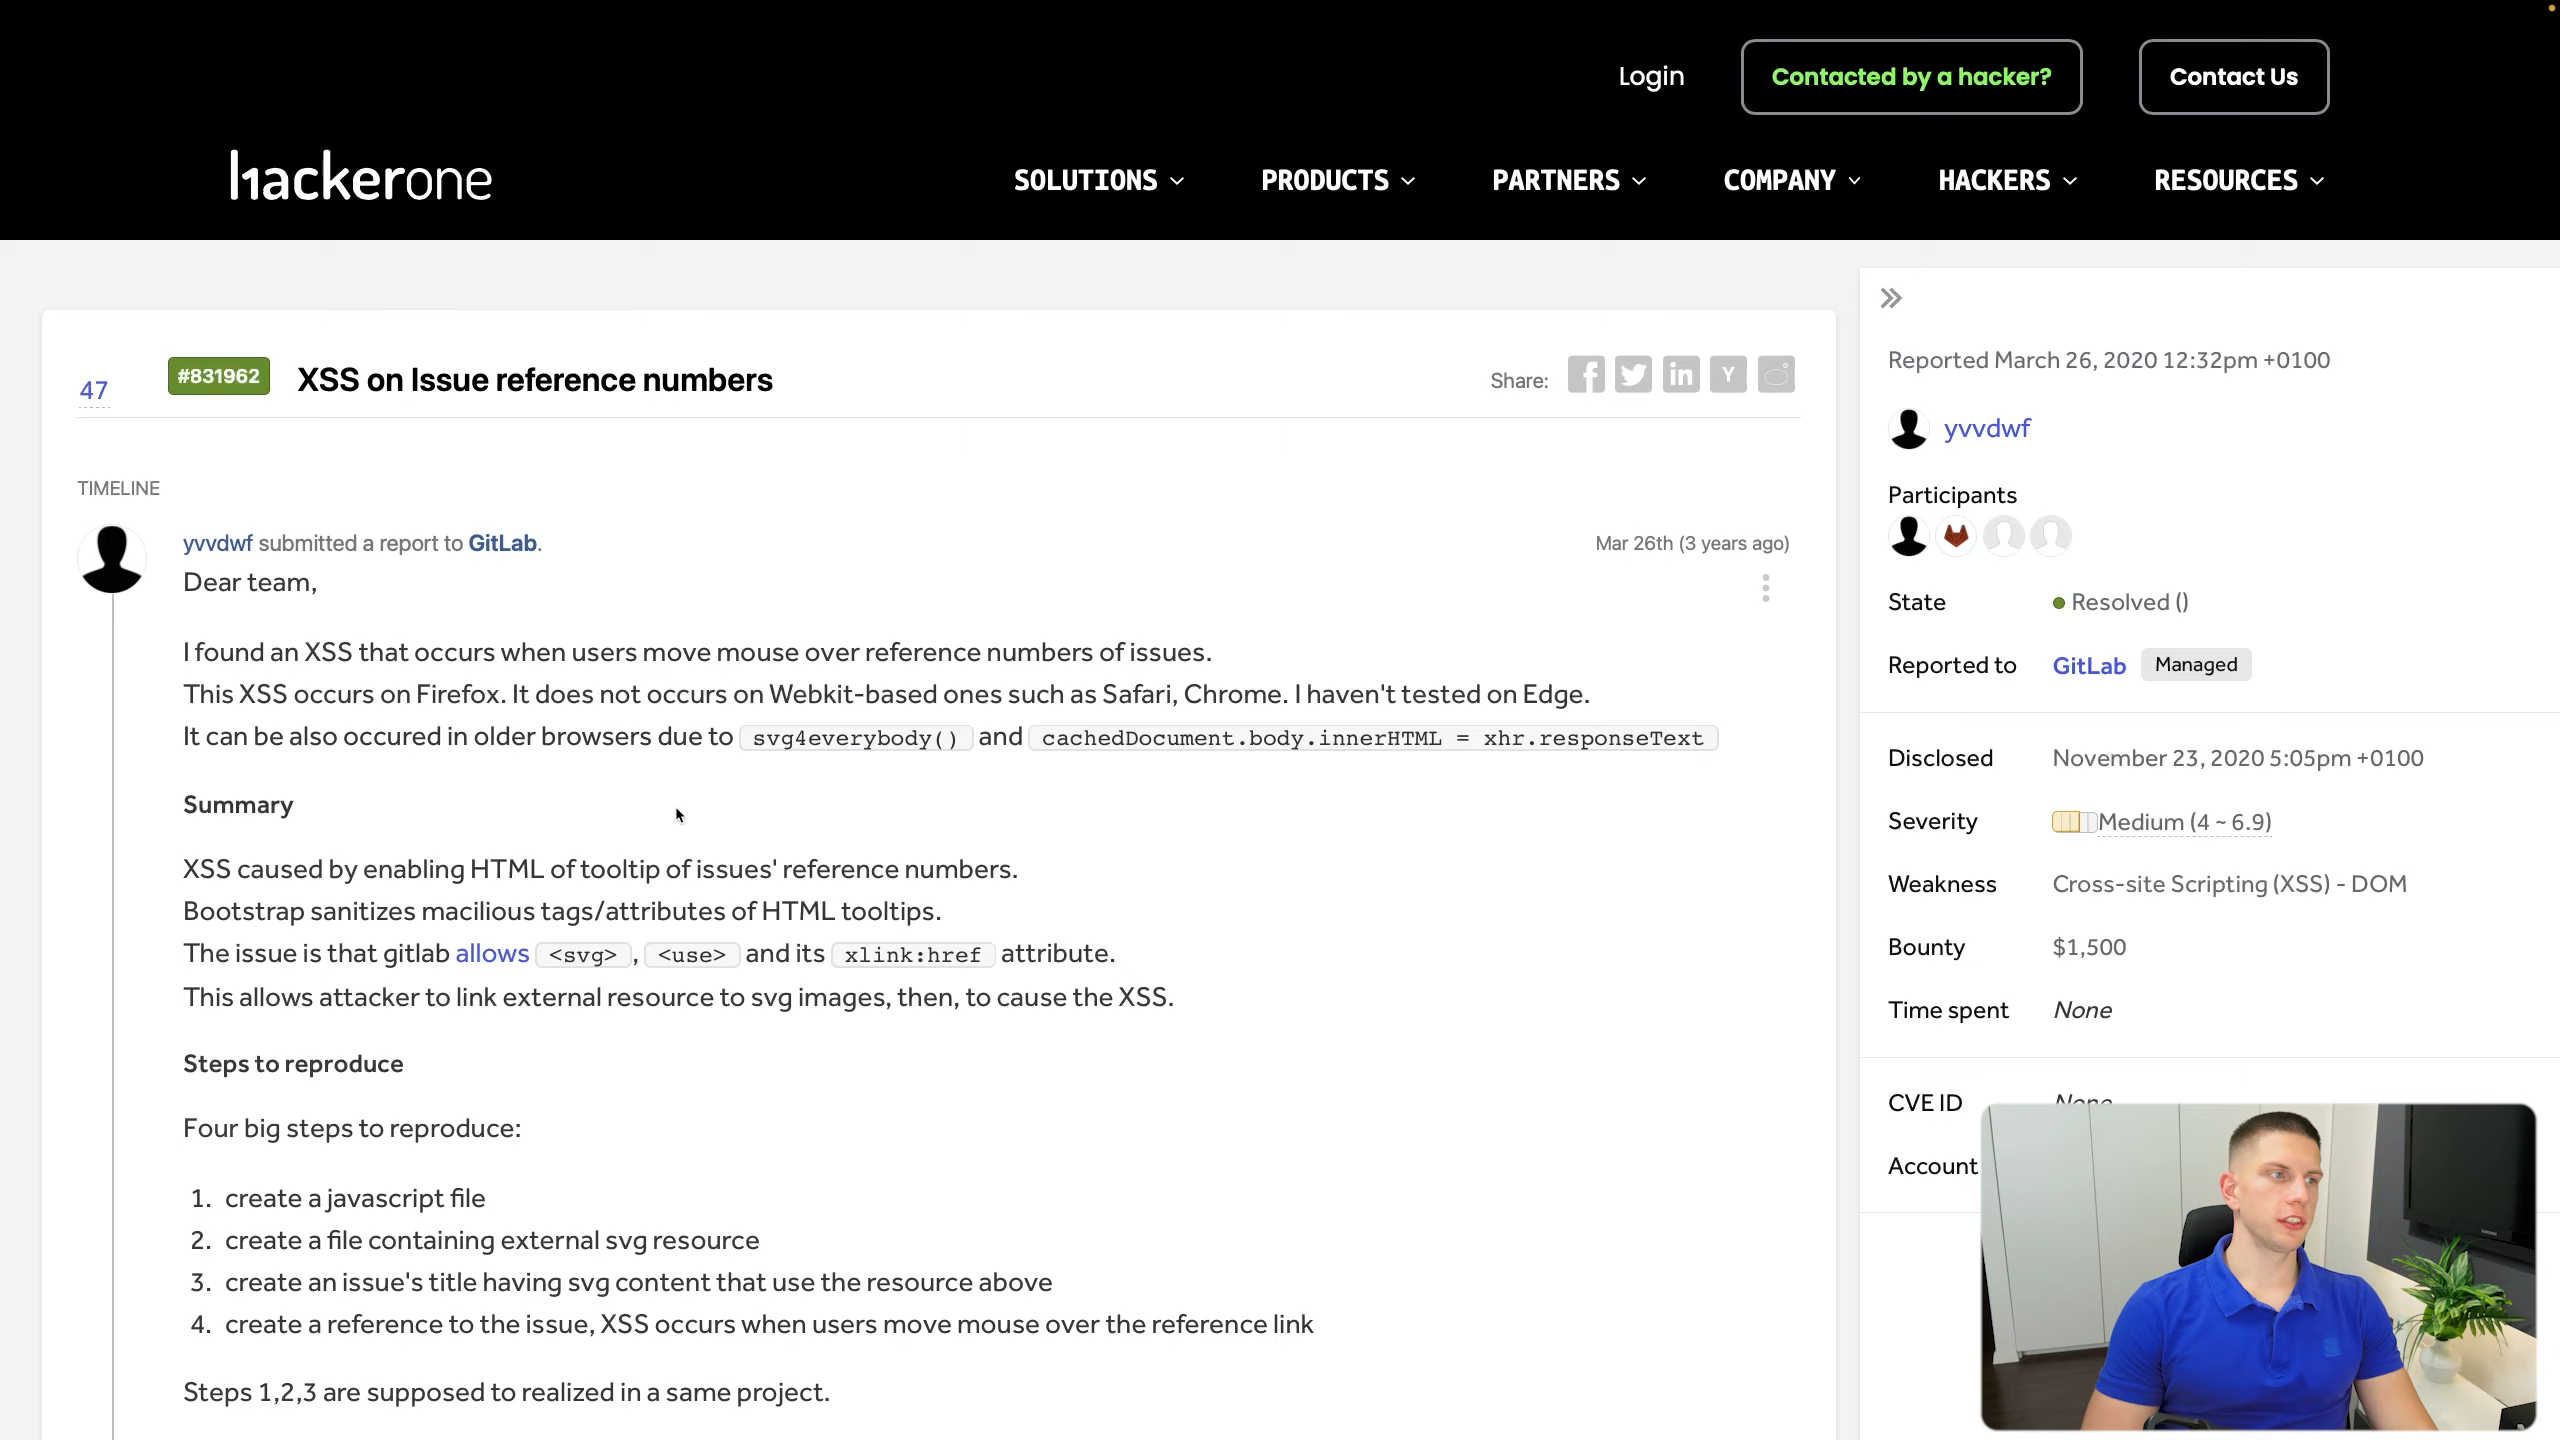 Login
Contacted by a hacker?
Contact Us
hackerone
SOLUTIONS
PRODUCTS
PARTNERS
COMPANY
HACKERS
RESOURCES
47
#831962
XSS on Issue reference numbers
Share:
TIMELINE
yvvdwf submitted a report to GitLab.
Mar 26th (3 years ago)
Dear team,
I found an XSS that occurs when users move mouse over reference numbers of issues.
This XSS occurs on Firefox. It does not occurs on Webkit-based ones such as Safari, Chrome. I haven't tested on Edge.
It can be also occured in older browsers due to svg4everybody() and cachedDocument.body.innerHTML = xhr.responseText
Summary
XSS caused by enabling HTML of tooltip of issues' reference numbers.
Bootstrap sanitizes macilious tags/attributes of HTML tooltips.
The issue is that gitlab allows <svg>, <use> and its xlink:href attribute.
This allows attacker to link external resource to svg images, then, to cause the XSS.
Steps to reproduce
Four big steps to reproduce:
1. create a javascript file
2. create a file containing external svg resource
3. create an issue's title having svg content that use the resource above
4. create a reference to the issue, XSS occurs when users move mouse over the reference link
Steps 1,2,3 are supposed to realized in a same project.
Reported March 26, 2020 12:32pm +0100
yvvdwf
Participants
State Resolved ()
Reported to GitLab Managed
Disclosed November 23, 2020 5:05pm +0100
Severity Medium (4 ~ 6.9)
Weakness Cross-site Scripting (XSS) - DOM
Bounty $1,500
Time spent None
CVE ID None
Account